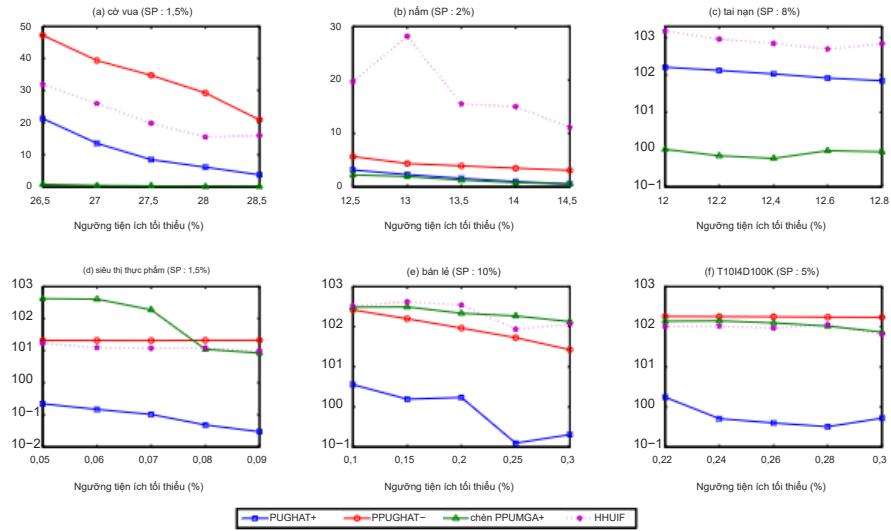 (a) cờ vua (SP : 1,5%)
50
40
30
20
10
0
26,5 27 27,5 28 28,5
Ngưỡng tiện ích tối thiểu (%)
(b) nấm (SP : 2%)
30
20
10
0
12,5 13 13,5 14 14,5
Ngưỡng tiện ích tối thiểu (%)
(c) tai nạn (SP : 8%)
103
102
101
100
10−1
12 12.2 12.4 12.6 12.8
Ngưỡng tiện ích tối thiểu (%)
(d) siêu thị thực phẩm (SP : 1,5%)
103
102
101
100
10−1
10−2
0,05 0,06 0,07 0,08 0,09
Ngưỡng tiện ích tối thiểu (%)
(e) bán lẻ (SP : 10%)
103
102
101
100
10−1
0,1 0,15 0,2 0,25 0,3
Ngưỡng tiện ích tối thiểu (%)
(f) T10I4D100K (SP : 5%)
103
102
101
100
10−1
0,22 0,24 0,26 0,28 0,3
Ngưỡng tiện ích tối thiểu (%)
PUGHAT+ PPUGHAT− chèn PPUMGA+ HHUIF